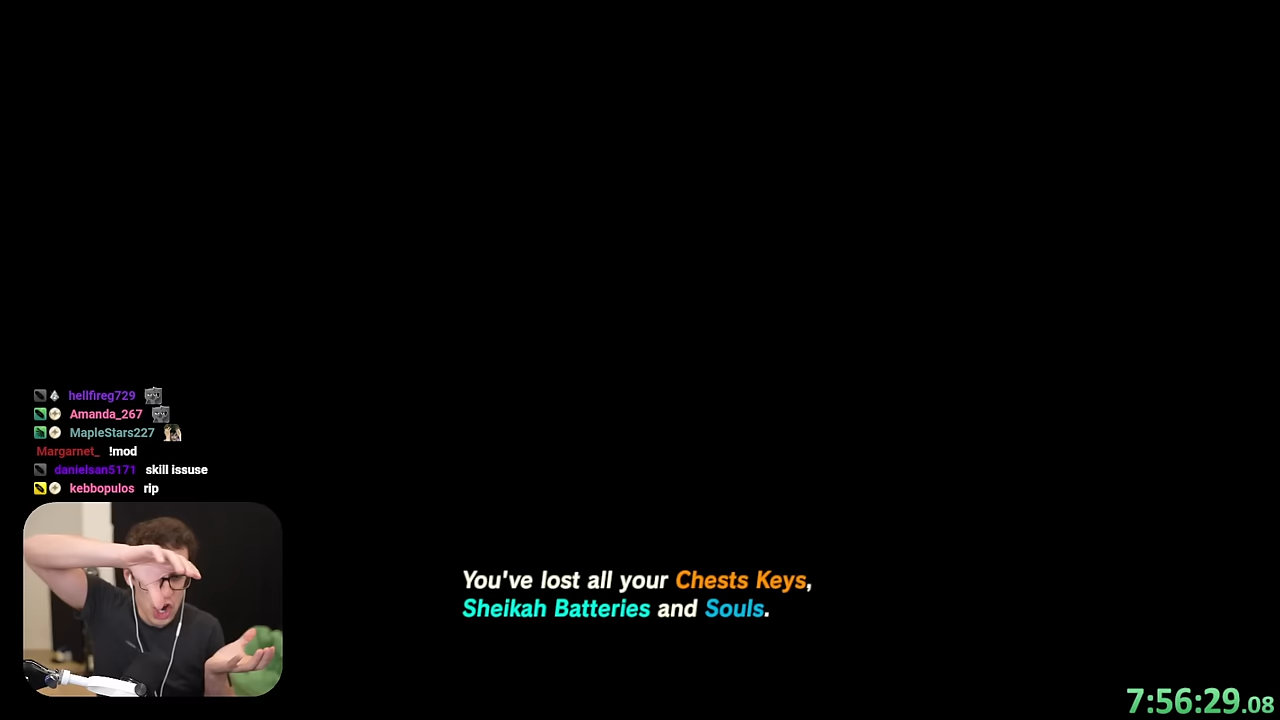 hellfireg729
Amanda_267
MapleStars227
Margarnet_ !mod
danielsan5171 skill issuse
kebbopulos rip
You've lost all your Chests Keys,
Sheikah Batteries and Souls.
7:56:29.08